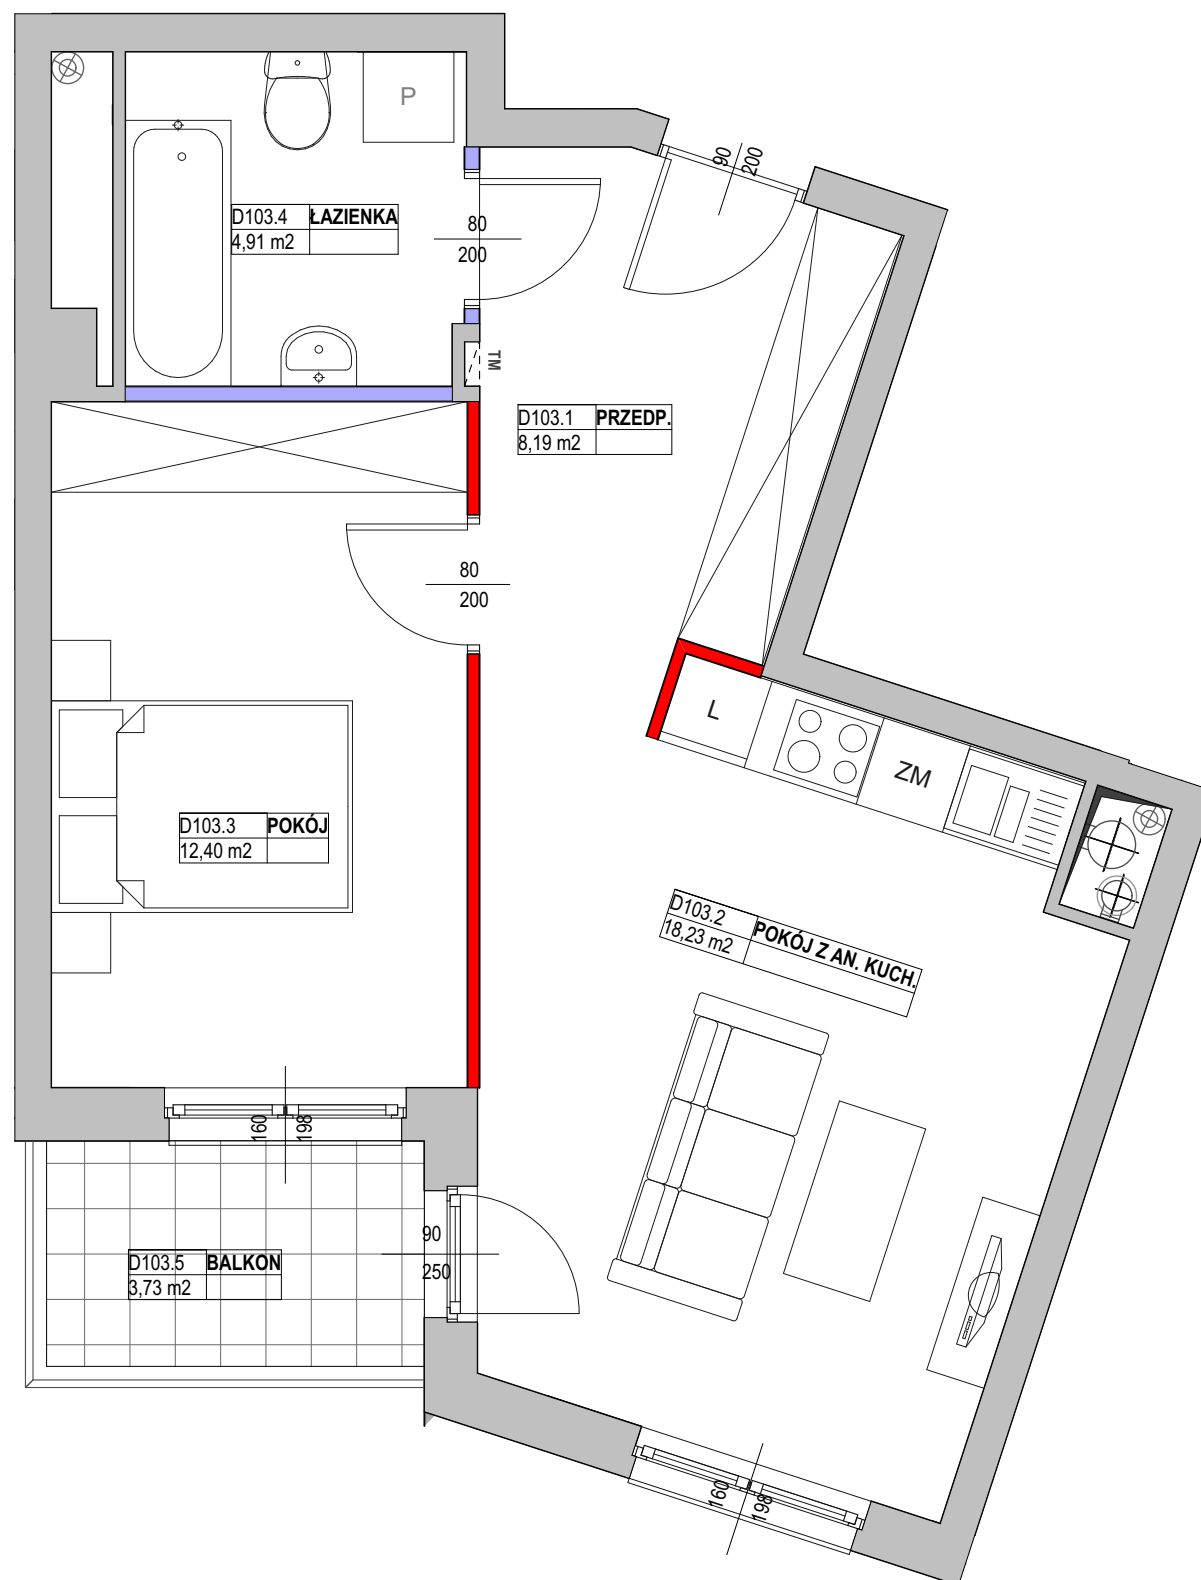 P
90
200
D103.4 ŁAZIENKA
4,91 m2
80
200
TM
D103.1 PRZEDP.
8,19 m2
80
200
L
ZM
D103.3 POKÓJ
12,40 m2
D103.2 POKÓJ Z AN. KUCH.
18,23 m2
160
198
90
250
D103.5 BALKON
3,73 m2
160
198